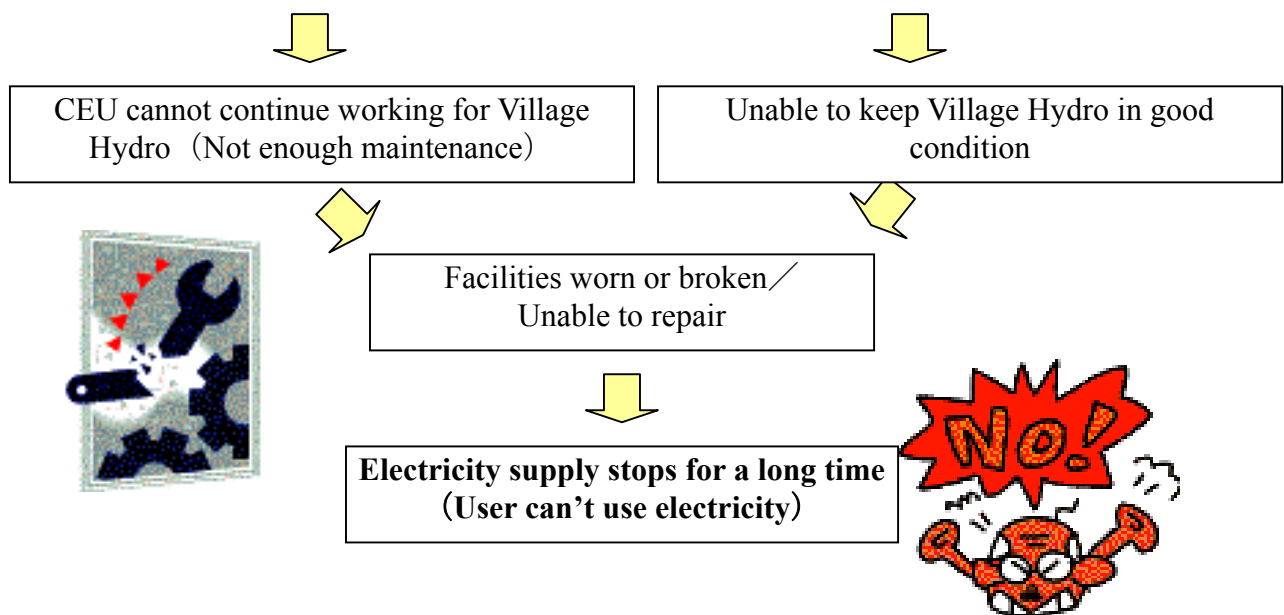 CEU cannot continue working for Village
Hydro（Not enough maintenance）
Unable to keep Village Hydro in good
condition
Facilities worn or broken／
Unable to repair
Electricity supply stops for a long time
（User can’t use electricity）
NO!